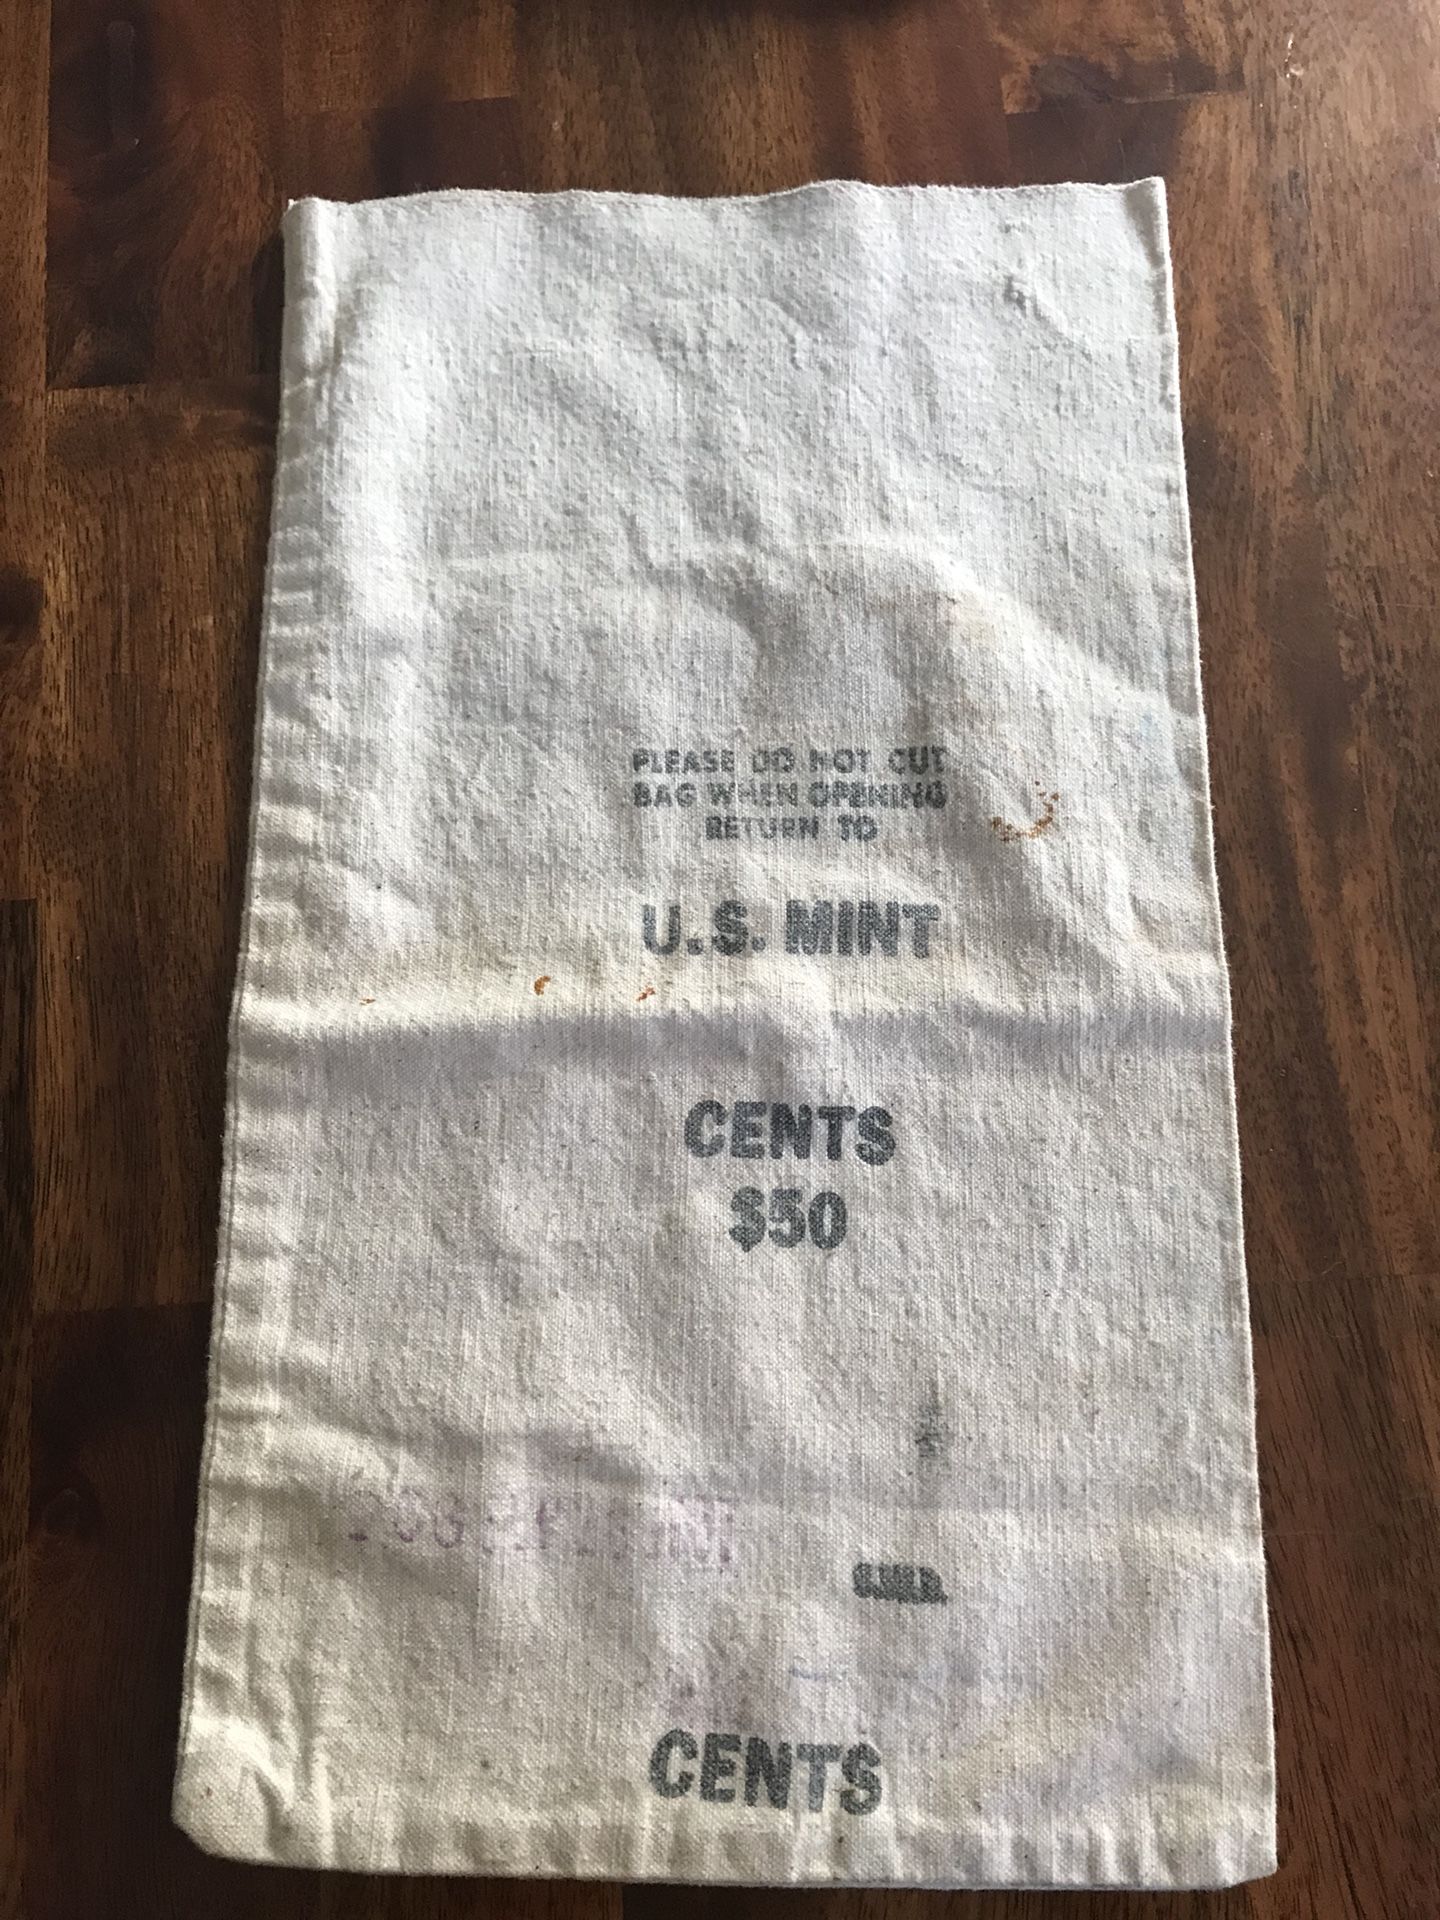 PLEASE DO NOT CUT
BAG WHEN OPENING
RETURN TO
U.S. MINT
CENTS
$50
CENTS